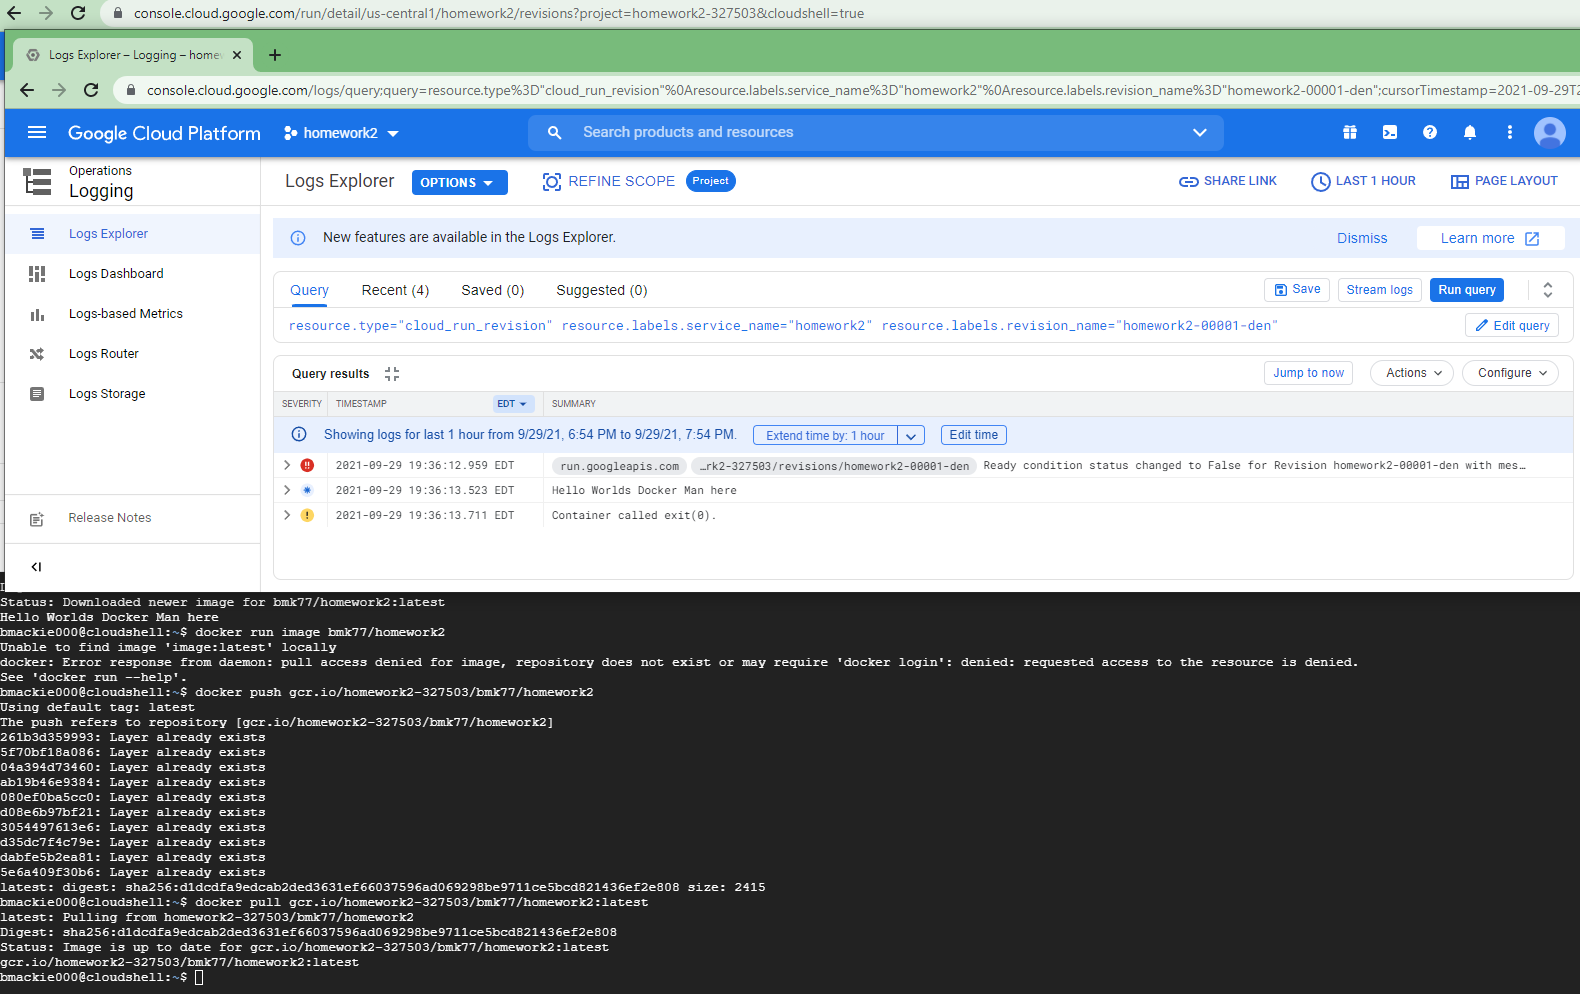 console.cloud.google.com/run/detail/us-central1/homework2/revisions?project=homework2-327503&cloudshell=true
Logs Explorer – Logging – home
console.cloud.google.com/logs/query;query=resource.type%3D"cloud_run_revision"%0Aresource.labels.service_name%3D"homework2"%0Aresource.labels.revision_name%3D"homework2-00001-den";cursorTimestamp=2021-09-29T2
Google Cloud Platform homework2 Search products and resources
Operations
Logging
Logs Explorer OPTIONS REFINE SCOPE Project SHARE LINK LAST 1 HOUR PAGE LAYOUT
Logs Explorer
Logs Dashboard
Logs-based Metrics
Logs Router
Logs Storage
Release Notes
New features are available in the Logs Explorer. Dismiss Learn more
Query Recent (4) Saved (0) Suggested (0) Save Stream logs Run query
resource.type="cloud_run_revision" resource.labels.service_name="homework2" resource.labels.revision_name="homework2-00001-den" Edit query
Query results Jump to now Actions Configure
SEVERITY TIMESTAMP EDT SUMMARY
Showing logs for last 1 hour from 9/29/21, 6:54 PM to 9/29/21, 7:54 PM. Extend time by: 1 hour Edit time
2021-09-29 19:36:12.959 EDT run.googleapis.com …rk2-327503/revisions/homework2-00001-den Ready condition status changed to False for Revision homework2-00001-den with mes…
2021-09-29 19:36:13.523 EDT Hello Worlds Docker Man here
2021-09-29 19:36:13.711 EDT Container called exit(0).
Status: Downloaded newer image for bmk77/homework2:latest
Hello Worlds Docker Man here
bmackie000@cloudshell:~$ docker run image bmk77/homework2
Unable to find image 'image:latest' locally
docker: Error response from daemon: pull access denied for image, repository does not exist or may require 'docker login': denied: requested access to the resource is denied.
See 'docker run --help'.
bmackie000@cloudshell:~$ docker push gcr.io/homework2-327503/bmk77/homework2
Using default tag: latest
The push refers to repository [gcr.io/homework2-327503/bmk77/homework2]
261b3d359993: Layer already exists
5f70bf18a086: Layer already exists
04a394d73460: Layer already exists
ab19b46e9384: Layer already exists
080ef0ba5cc0: Layer already exists
d08e6b97bf21: Layer already exists
3054497613e6: Layer already exists
d35dc7f4c79e: Layer already exists
dabfe5b2ea81: Layer already exists
5e6a409f30b6: Layer already exists
latest: digest: sha256:d1dcdfa9edcab2ded3631ef66037596ad069298be9711ce5bcd821436ef2e808 size: 2415
bmackie000@cloudshell:~$ docker pull gcr.io/homework2-327503/bmk77/homework2:latest
latest: Pulling from homework2-327503/bmk77/homework2
Digest: sha256:d1dcdfa9edcab2ded3631ef66037596ad069298be9711ce5bcd821436ef2e808
Status: Image is up to date for gcr.io/homework2-327503/bmk77/homework2:latest
gcr.io/homework2-327503/bmk77/homework2:latest
bmackie000@cloudshell:~$